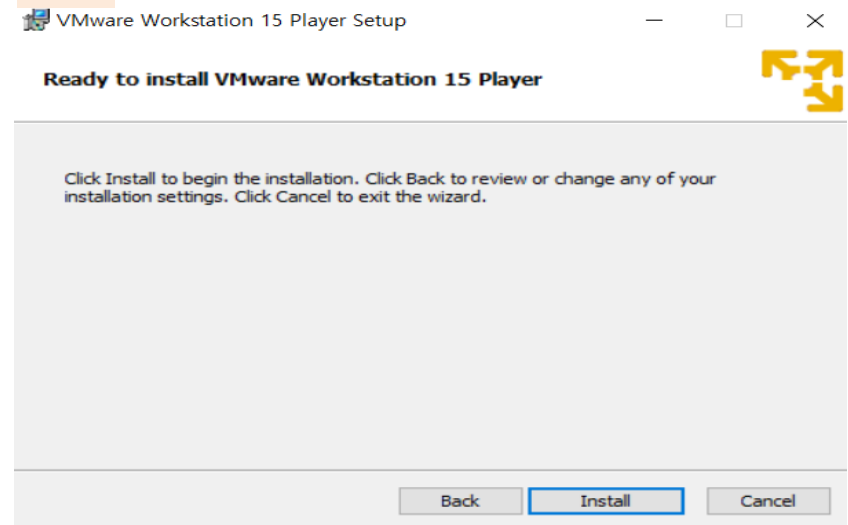 VMware Workstation 15 Player Setup
Ready to install VMware Workstation 15 Player
Click Install to begin the installation. Click Back to review or change any of your
installation settings. Click Cancel to exit the wizard.
Back Install Cancel